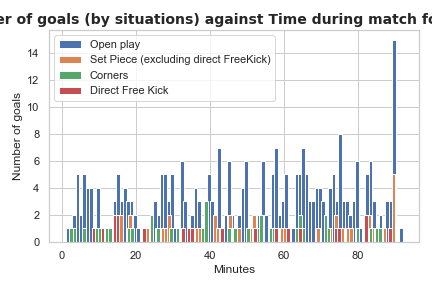 er of goals (by situations) against Time during match fo
Open play
Set Piece (excluding direct FreeKick)
Corners
Direct Free Kick
Number of goals
14
12
10
8
6
4
2
0
0 20 40 60 80
Minutes